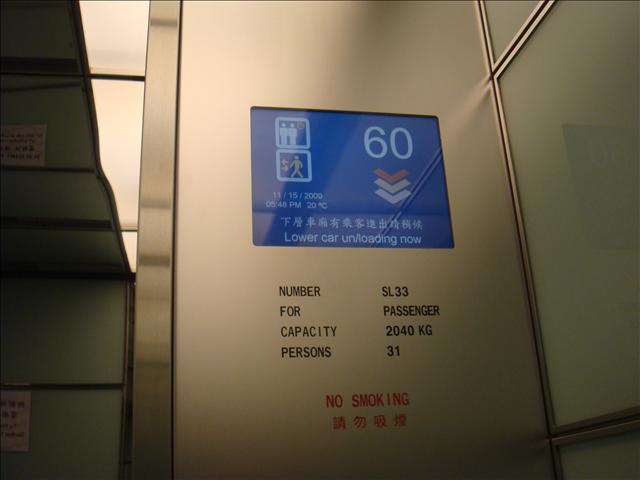 60
11 / 15 / 2009
05:48 PM 20 ºC
下層車廂有乘客進出請稍候
Lower car un/loading now
NUMBER SL33
FOR PASSENGER
CAPACITY 2040 KG
PERSONS 31
NO SMOKING
請勿吸煙